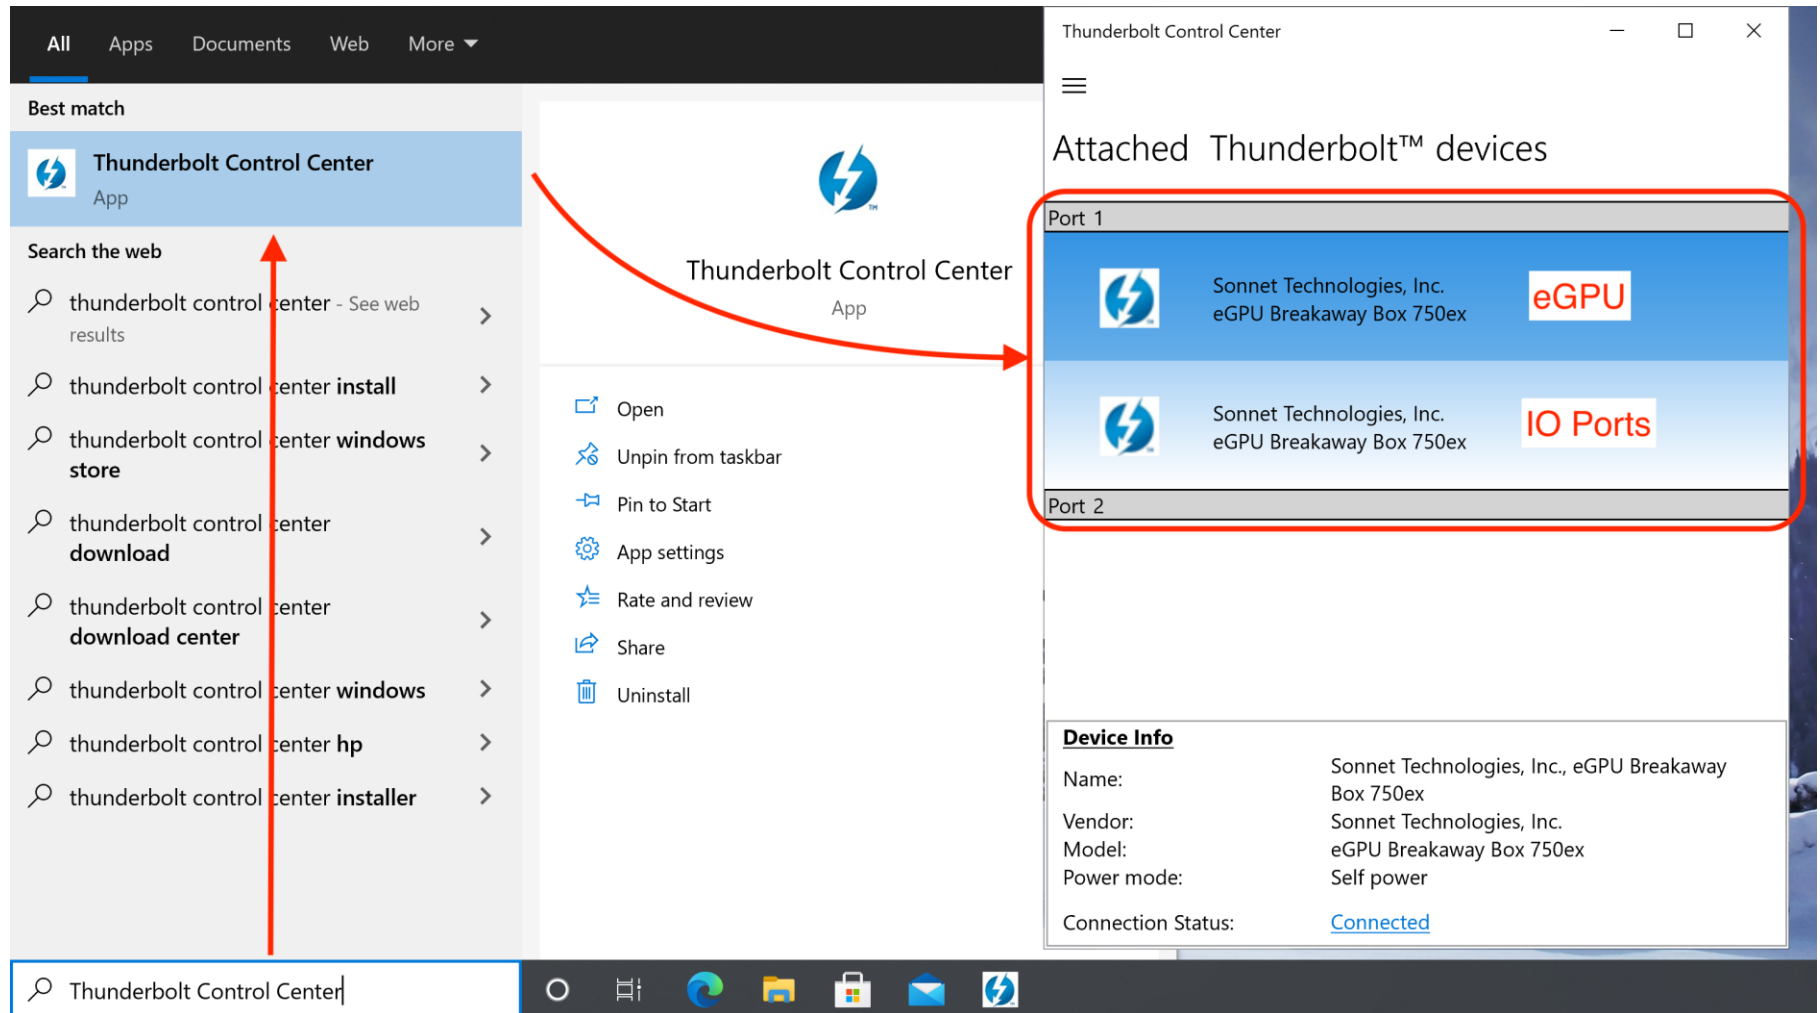 All Apps Documents Web More
Best match
Thunderbolt Control Center
App
Search the web
thunderbolt control center - See web
results
thunderbolt control center install
thunderbolt control center windows
store
thunderbolt control center
download
thunderbolt control center
download center
thunderbolt control center windows
thunderbolt control center hp
thunderbolt control center installer
Thunderbolt Control Center
TM
Thunderbolt Control Center
App
Open
Unpin from taskbar
Pin to Start
App settings
Rate and review
Share
Uninstall
Thunderbolt Control Center
Attached Thunderbolt™ devices
Port 1
Sonnet Technologies, Inc.
eGPU Breakaway Box 750ex
eGPU
Sonnet Technologies, Inc.
eGPU Breakaway Box 750ex
IO Ports
Port 2
Device Info
Name: Sonnet Technologies, Inc., eGPU Breakaway
Box 750ex
Vendor: Sonnet Technologies, Inc.
Model: eGPU Breakaway Box 750ex
Power mode: Self power
Connection Status: Connected